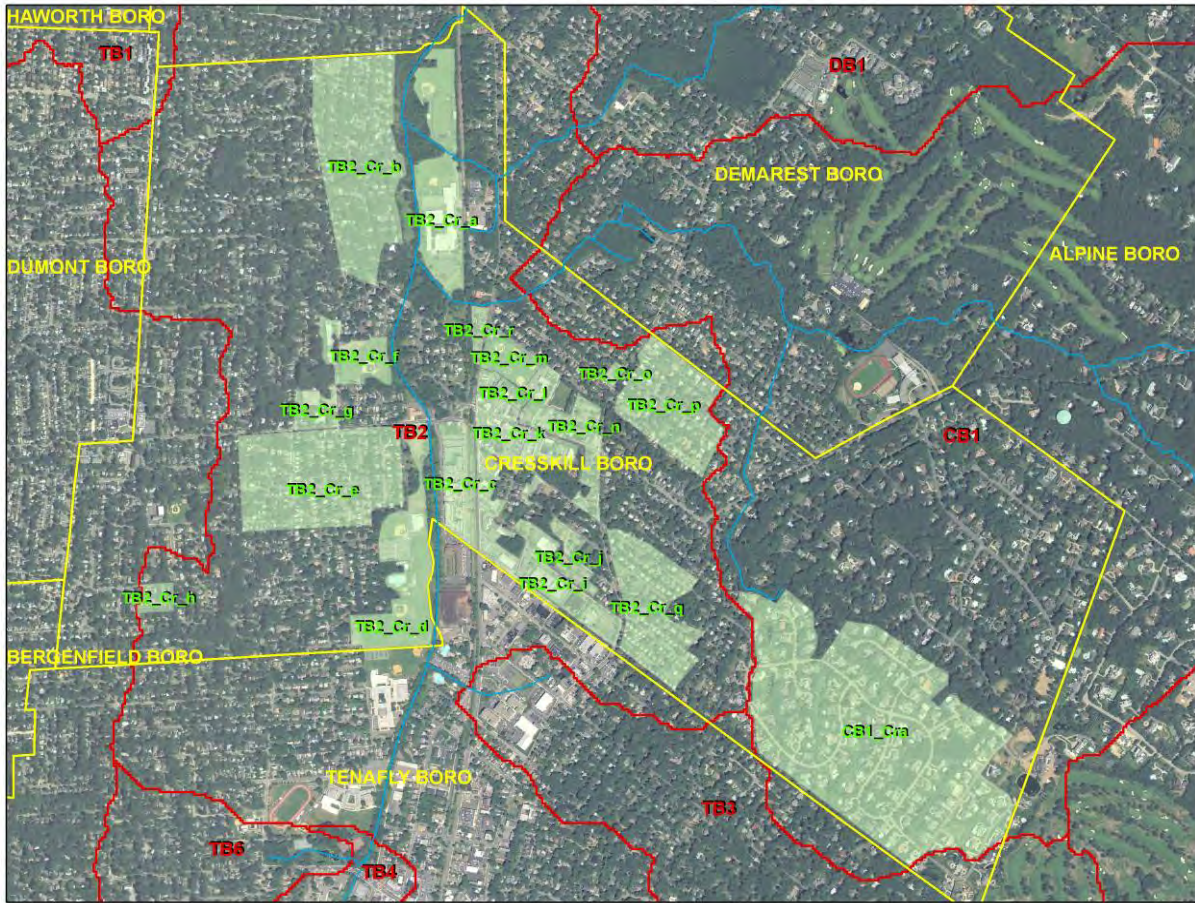 HAWORTH BORO
TB1
DB1
TB2_Cr_b
DEMAREST BORO
TB2_Cr_a
ALPINE BORO
DUMONT BORO
TB2_Cr_r
TB2_Cr_f
TB2_Cr_m
TB2_Cr_o
TB2_Cr_l
TB2_Cr_p
TB2_Cr_g
TB2_Cr_n
TB2
TB2_Cr_k
CB1
CRESSKILL BORO
TB2_Cr_e
TB2_Cr_c
TB2_Cr_j
TB2_Cr_i
TB2_Cr_h
TB2_Cr_q
TB2_Cr_d
BERGENFIELD BORO
CB1_Cra
TENAFLY BORO
TB3
TB6
TB4